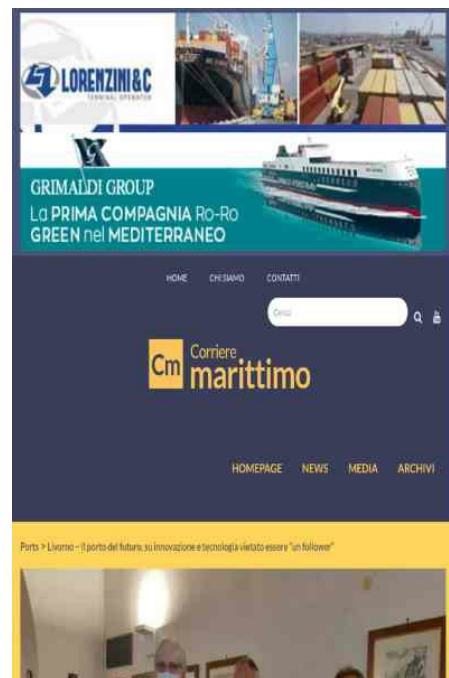 LORENZINI&C
TERMINAL OPERATOR
GRIMALDI GROUP
La PRIMA COMPAGNIA Ro-Ro
GREEN nel MEDITERRANEO
HOME CHI SIAMO CONTATTI
Cerca
Cm Corriere
marittimo
HOMEPAGE NEWS MEDIA ARCHIVI
Ports > Livorno – Il porto del futuro, su innovazione e tecnologia vietato essere "un follower"